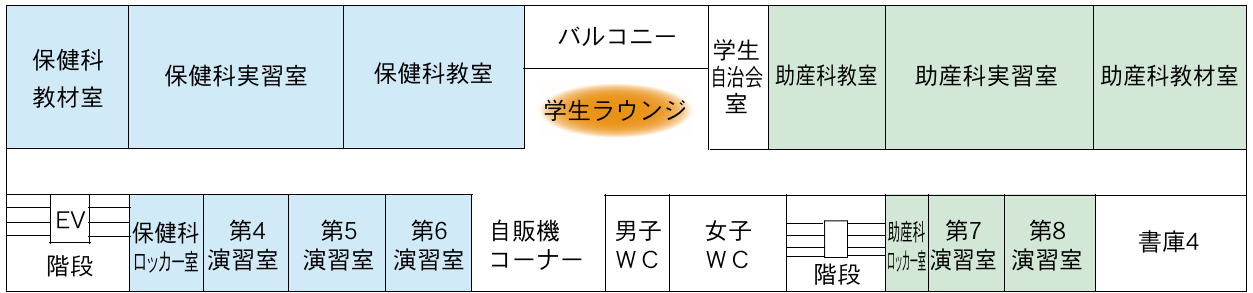 保健科
教材室
保健科実習室
保健科教室
バルコニー
学生ラウンジ
学生
自治会
室
助産科教室
助産科実習室
助産科教材室
EV
階段
保健科
ロッカー室
第4
演習室
第5
演習室
第6
演習室
自販機
コーナー
男子
WC
女子
WC
階段
助産科
ロッカー室
第7
演習室
第8
演習室
書庫4